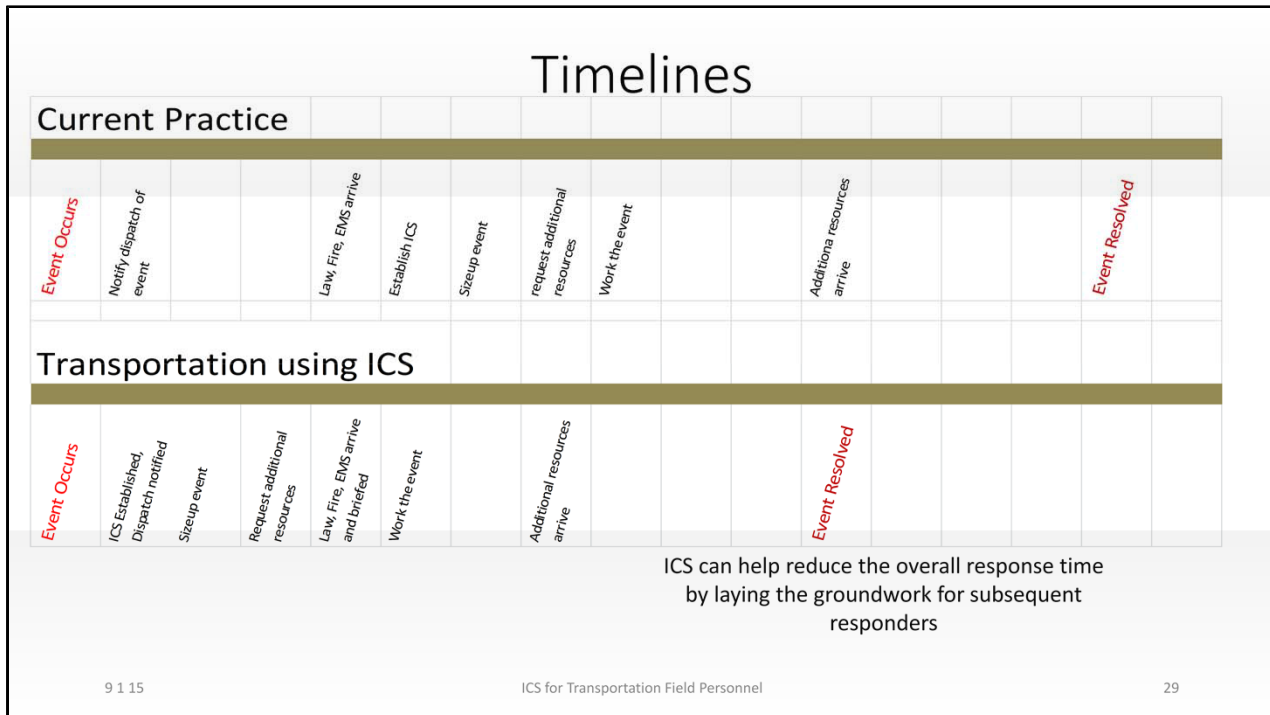 Timelines
Current Practice
Event Occurs
Notify dispatch of
event
Law, Fire, EMS arrive
Establish ICS
Sizeup event
request additional
resources
Work the event
Additiona resources
arrive
Event Resolved
Transportation using ICS
Event Occurs
ICS Established,
Dispatch notified
Sizeup event
Request additional
resources
Law, Fire, EMS arrive
and briefed
Work the event
Additional resources
arrive
Event Resolved
ICS can help reduce the overall response time
by laying the groundwork for subsequent
responders
9 1 15
ICS for Transportation Field Personnel
29